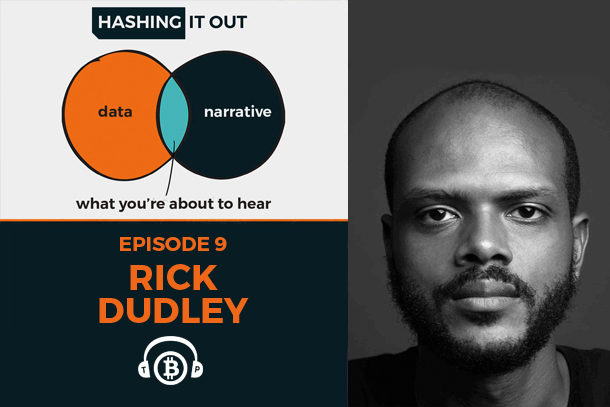 HASHING IT OUT
data
narrative
what you're about to hear
EPISODE 9
RICK
DUDLEY
T ₿ P